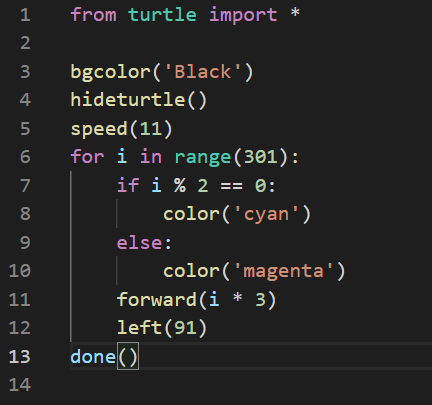 1 from turtle import *
2
3 bgcolor('Black')
4 hideturtle()
5 speed(11)
6 for i in range(301):
7     if i % 2 == 0:
8         color('cyan')
9     else:
10         color('magenta')
11     forward(i * 3)
12     left(91)
13 done()
14